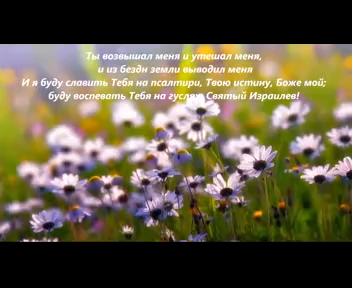 Ты возвышал меня и утешал меня,
и из бездн земли выводил меня
И я буду славить Тебя на псалтири, Твою истину, Боже мой;
буду воспевать Тебя на гуслях, Святый Израилев!